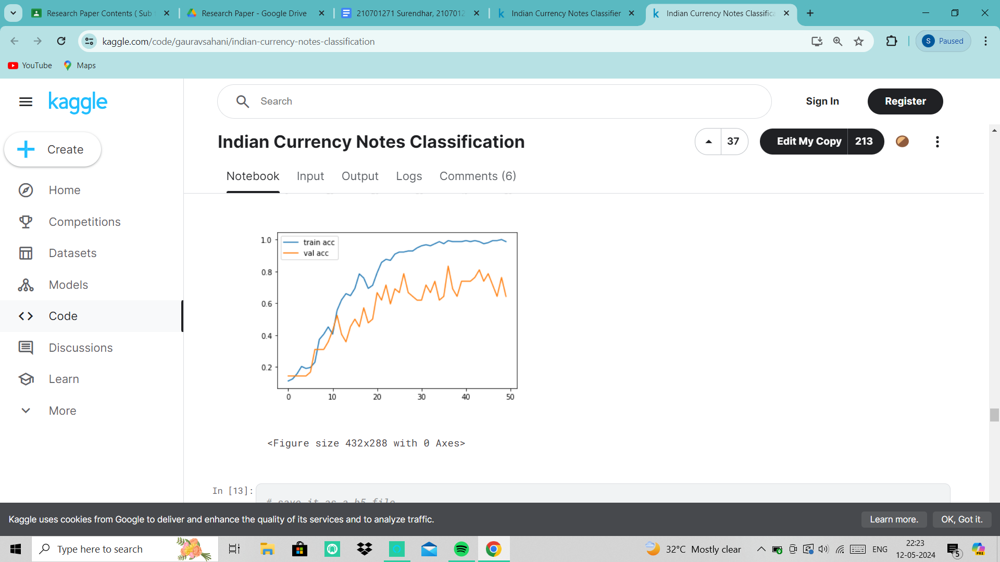 Research Paper Contents ( Sub
Research Paper - Google Drive
210701271 Surendhar, 2107012
Indian Currency Notes Classifier
Indian Currency Notes Classifica
kaggle.com/code/gauravsahani/indian-currency-notes-classification
S Paused
YouTube
Maps
kaggle
Search
Sign In
Register
Create
Indian Currency Notes Classification
37
Edit My Copy 213
Home
Competitions
Datasets
Models
Code
Discussions
Learn
More
Notebook Input Output Logs Comments (6)
train acc
val acc
1.0
0.8
0.6
0.4
0.2
0 10 20 30 40 50
<Figure size 432x288 with 0 Axes>
In [13]:
# save it as a h5 file
Kaggle uses cookies from Google to deliver and enhance the quality of its services and to analyze traffic.
Learn more.
OK, Got it.
Type here to search
32°C Mostly clear
ENG
22:23
12-05-2024
5
PRE